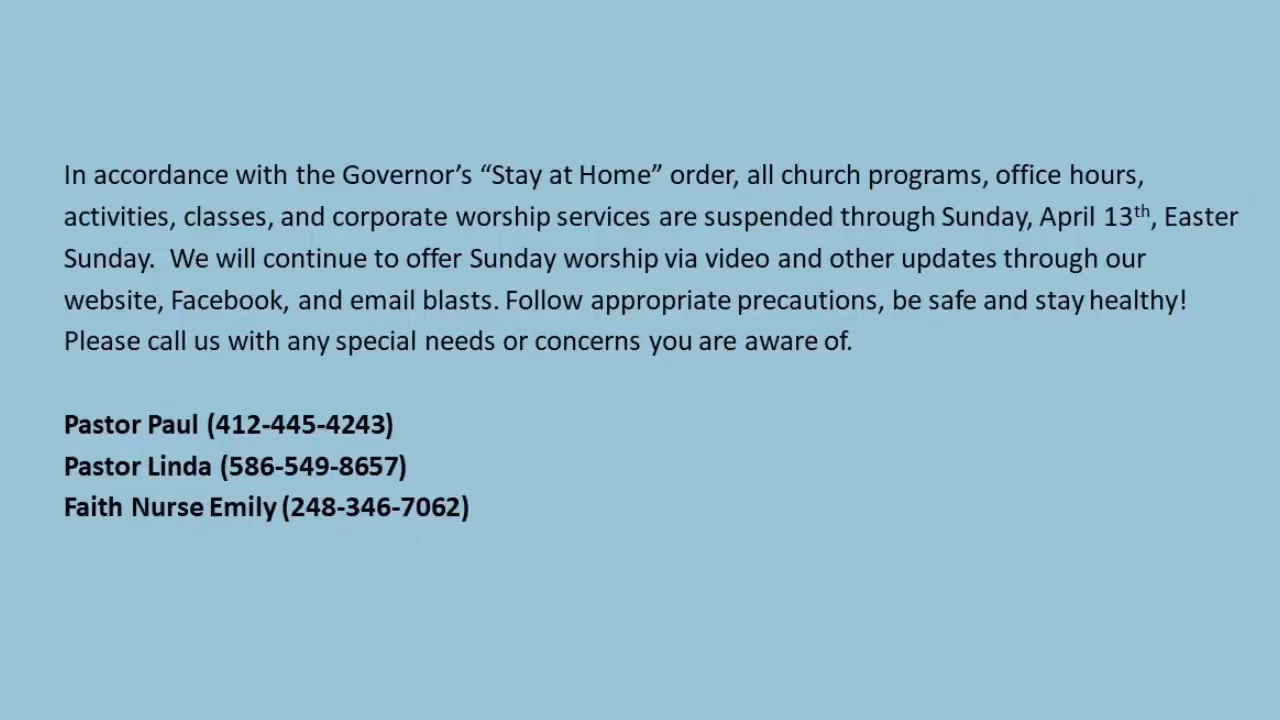 In accordance with the Governor’s “Stay at Home” order, all church programs, office hours,
activities, classes, and corporate worship services are suspended through Sunday, April 13th, Easter
Sunday.  We will continue to offer Sunday worship via video and other updates through our
website, Facebook, and email blasts. Follow appropriate precautions, be safe and stay healthy!
Please call us with any special needs or concerns you are aware of.
Pastor Paul (412-445-4243)
Pastor Linda (586-549-8657)
Faith Nurse Emily (248-346-7062)